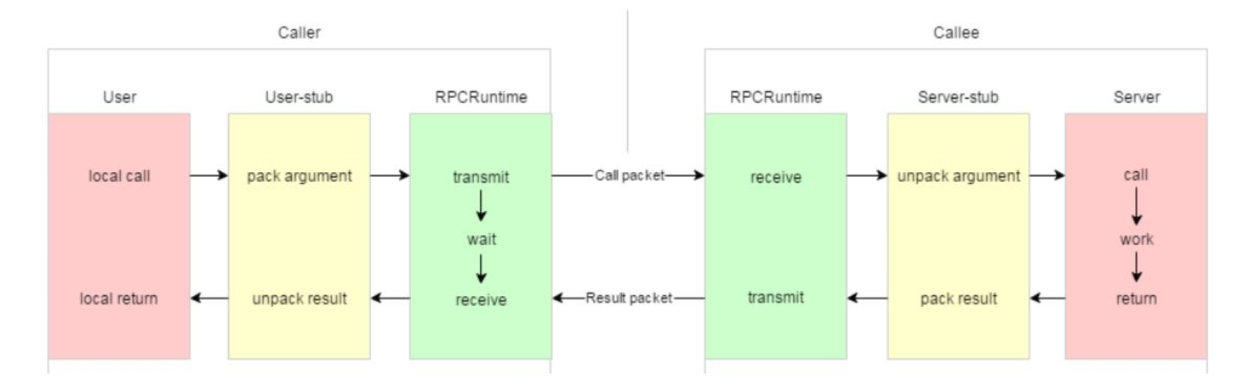 Caller
Callee
User
User-stub
RPCRuntime
RPCRuntime
Server-stub
Server
local call
pack argument
transmit
Call packet
receive
unpack argument
call
wait
work
local return
unpack result
receive
Result packet
transmit
pack result
return